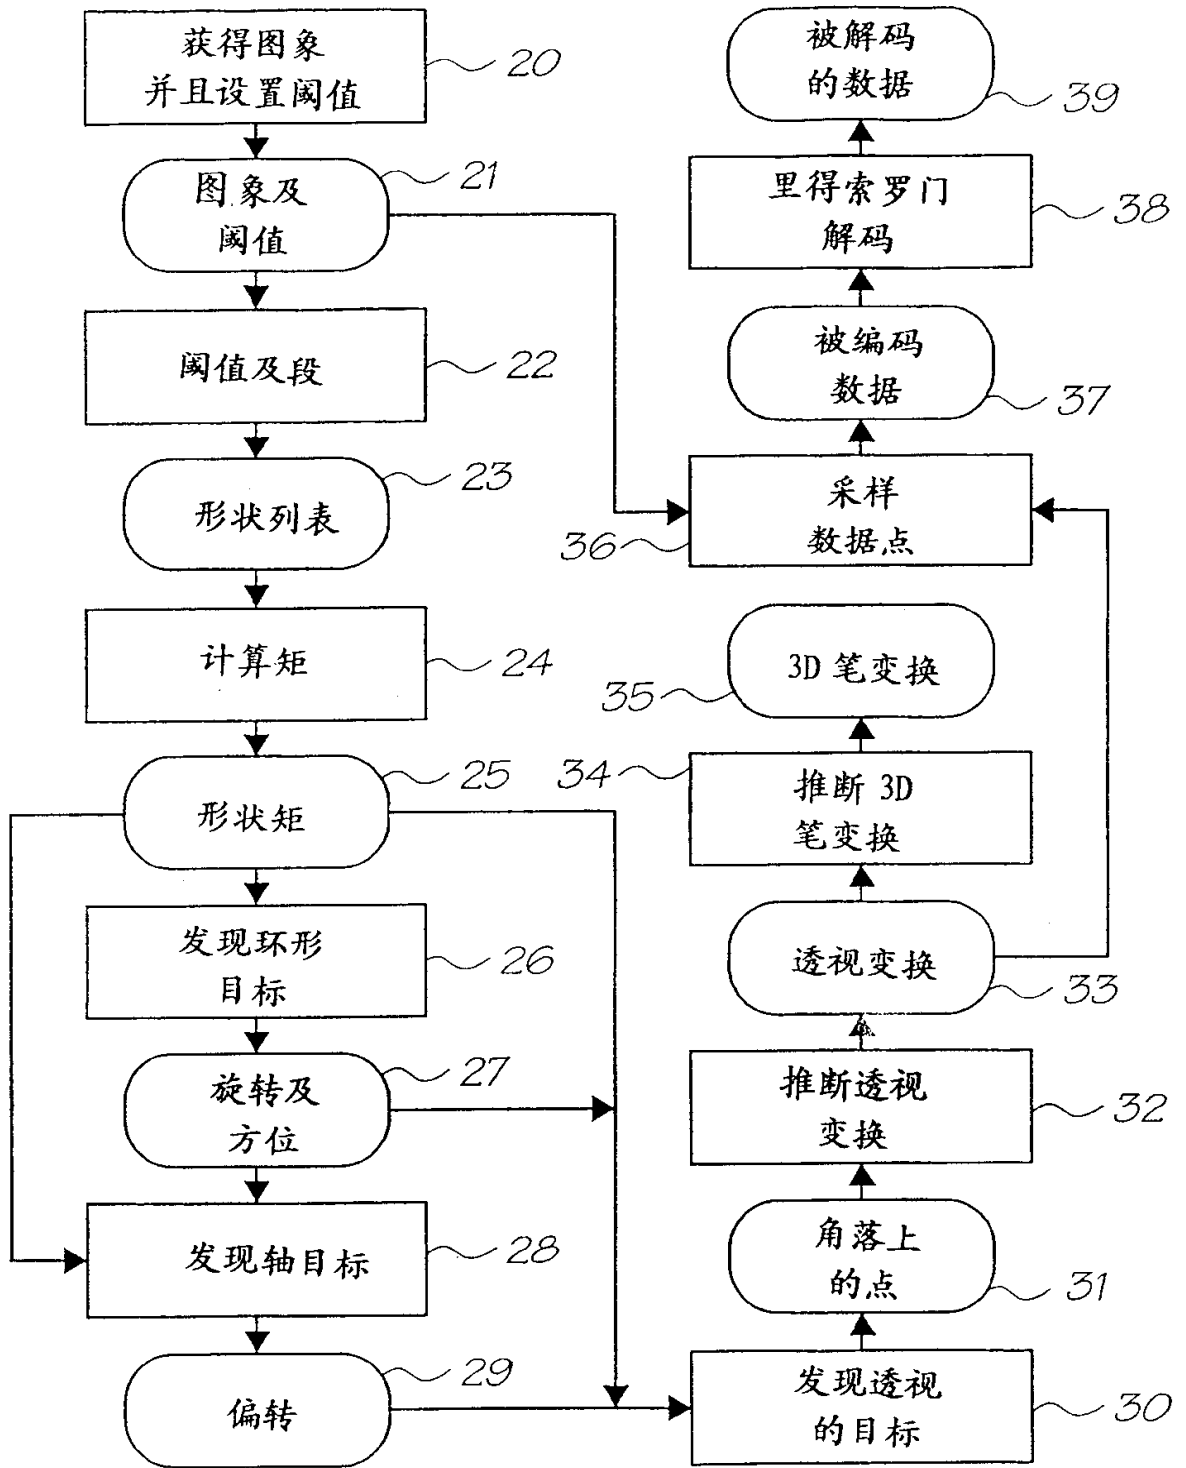 获得图象
并且设置阈值
20
图象及
阈值
21
阈值及段
22
形状列表
23
计算矩
24
形状矩
25
发现环形
目标
26
旋转及
方位
27
发现轴目标
28
偏转
29
发现透视
的目标
30
角落上
的点
31
推断透视
变换
32
透视变换
33
推断 3D
笔变换
34
3D 笔变换
35
采样
数据点
36
被编码
数据
37
里得索罗门
解码
38
被解码
的数据
39